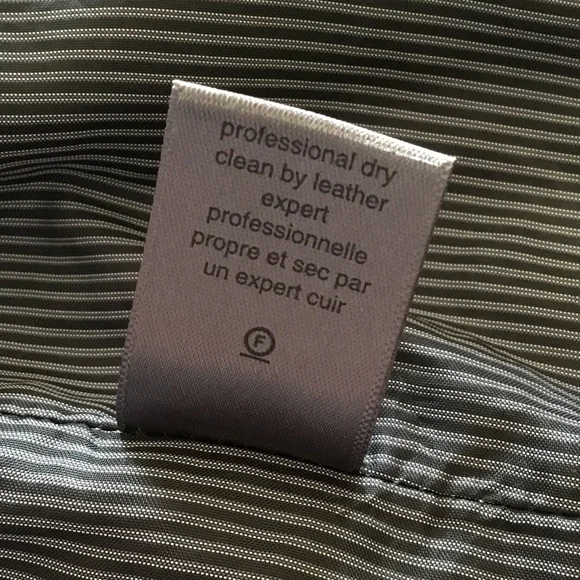 professional dry
clean by leather
expert
professionnelle
propre et sec par
un expert cuir
F